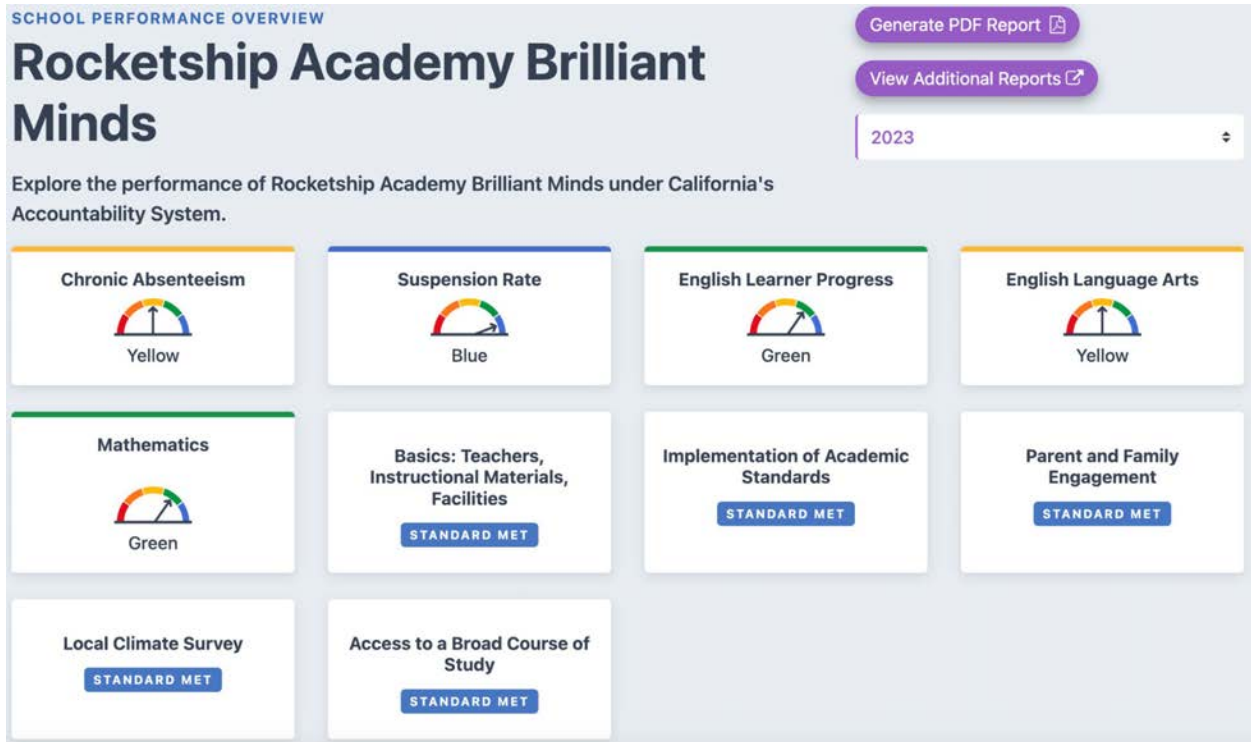 SCHOOL PERFORMANCE OVERVIEW
Rocketship Academy Brilliant
Minds
Generate PDF Report
View Additional Reports
2023
Explore the performance of Rocketship Academy Brilliant Minds under California's
Accountability System.
Chronic Absenteeism
Yellow
Suspension Rate
Blue
English Learner Progress
Green
English Language Arts
Yellow
Mathematics
Green
Basics: Teachers,
Instructional Materials,
Facilities
STANDARD MET
Implementation of Academic
Standards
STANDARD MET
Parent and Family
Engagement
STANDARD MET
Local Climate Survey
STANDARD MET
Access to a Broad Course of
Study
STANDARD MET